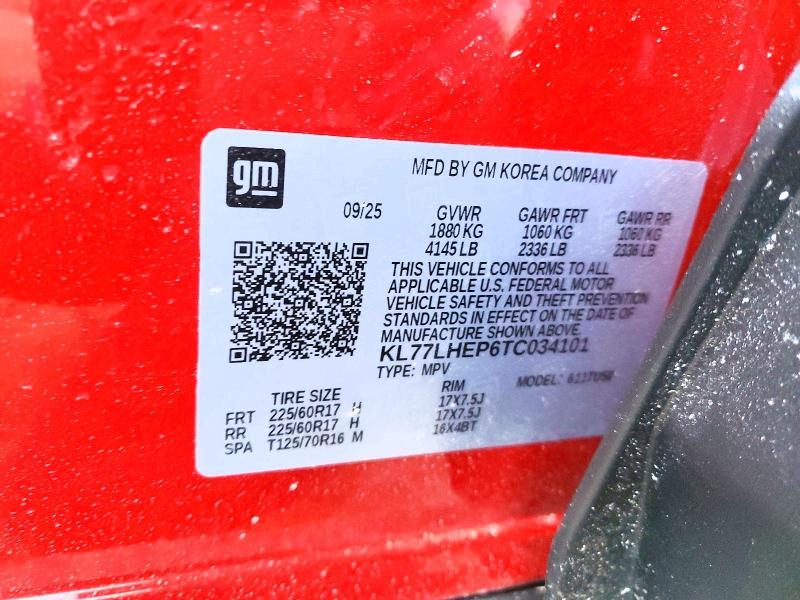 gm
MFD BY GM KOREA COMPANY
09/25 GVWR GAWR FRT GAWR RR
1880 KG 1060 KG 1060 KG
4145 LB 2336 LB 2336 LB
THIS VEHICLE CONFORMS TO ALL
APPLICABLE U.S. FEDERAL MOTOR
VEHICLE SAFETY AND THEFT PREVENTION
STANDARDS IN EFFECT ON THE DATE OF
MANUFACTURE SHOWN ABOVE.
KL77LHEP6TC034101
TYPE: MPV MODEL:
TIRE SIZE RIM
FRT 225/60R17 H 17X7.5J
RR 225/60R17 H 17X7.5J
SPA T125/70R16 M 16X4BT